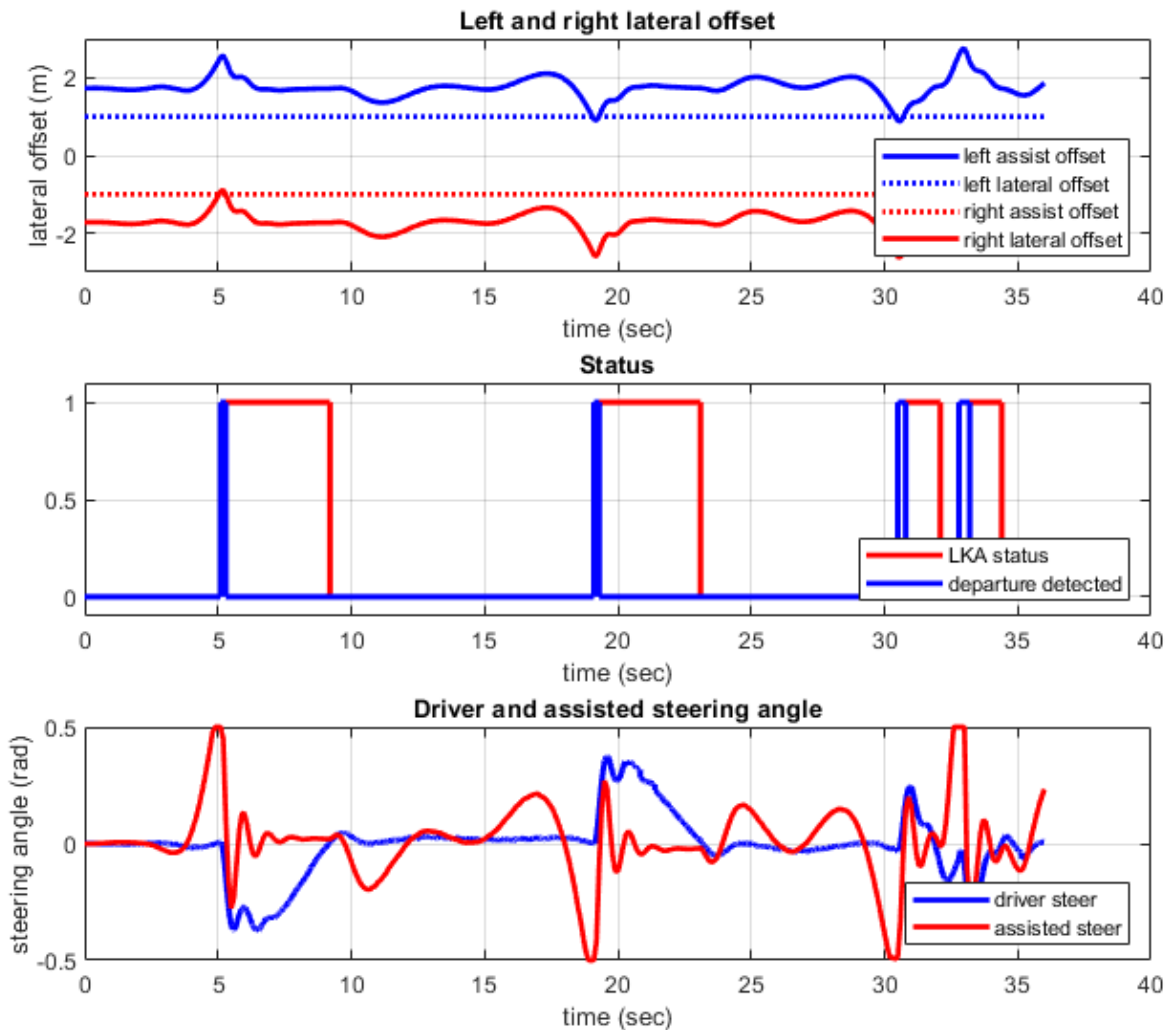 Left and right lateral offset
lateral offset (m)
2
0
-2
left assist offset
left lateral offset
right assist offset
right lateral offset
0 5 10 15 20 25 30 35 40
time (sec)
Status
1
0.5
0
LKA status
departure detected
0 5 10 15 20 25 30 35 40
time (sec)
Driver and assisted steering angle
steering angle (rad)
0.5
0
-0.5
driver steer
assisted steer
0 5 10 15 20 25 30 35 40
time (sec)